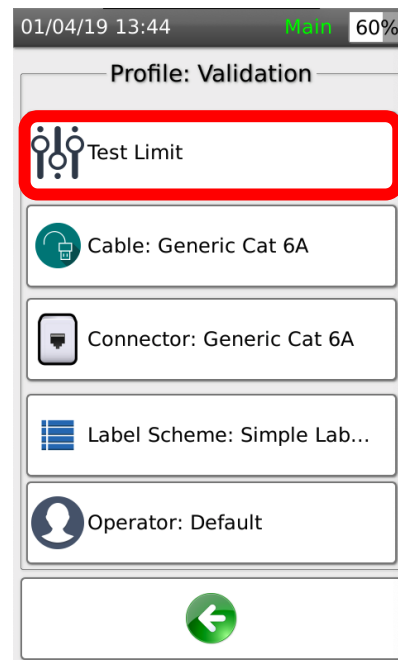 01/04/19 13:44 Main 60%
Profile: Validation
Test Limit
Cable: Generic Cat 6A
Connector: Generic Cat 6A
Label Scheme: Simple Lab...
Operator: Default